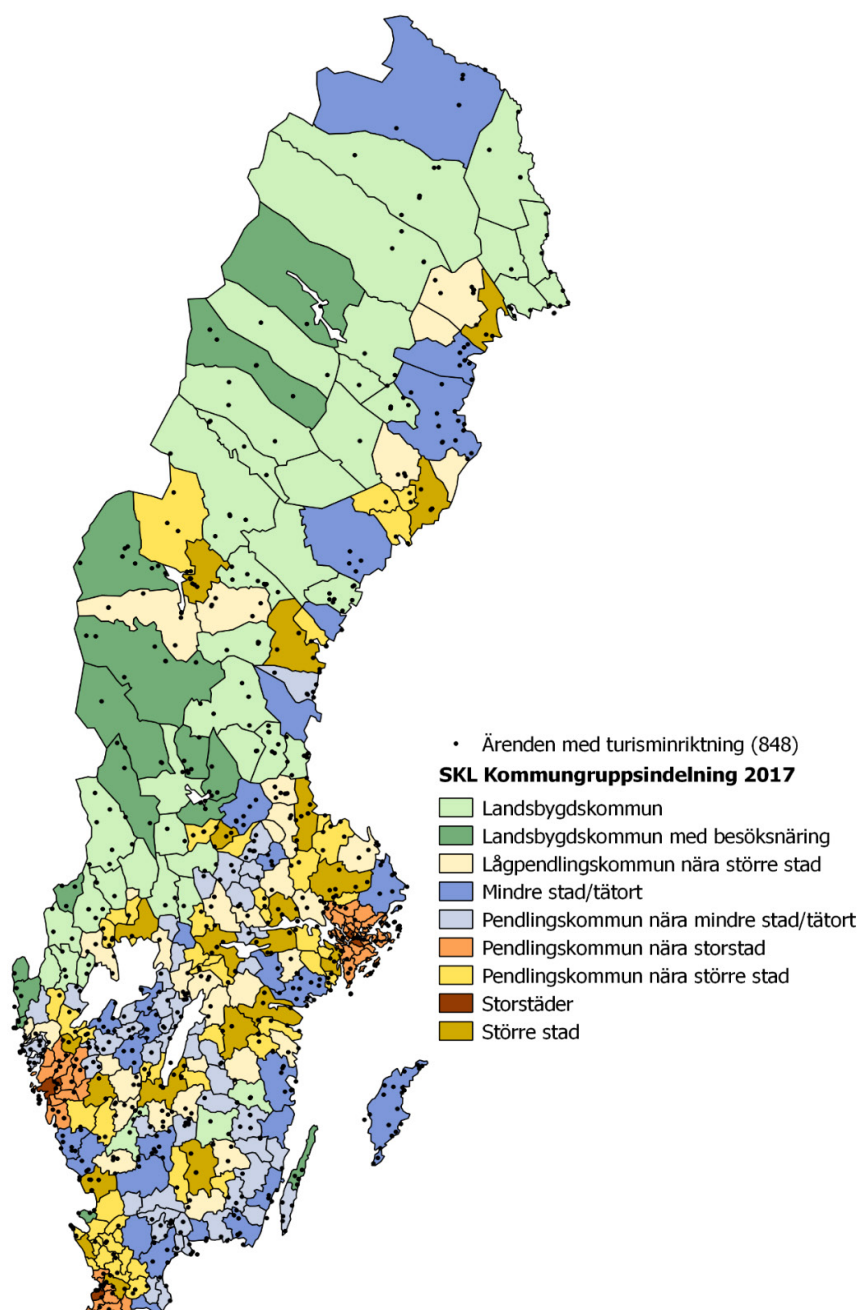 Ärenden med turisminriktning (848)
SKL Kommungruppsindelning 2017
Landsbygdskommun
Landsbygdskommun med besöksnäring
Lågpendlingskommun nära större stad
Mindre stad/tätort
Pendlingskommun nära mindre stad/tätort
Pendlingskommun nära storstad
Pendlingskommun nära större stad
Storstäder
Större stad